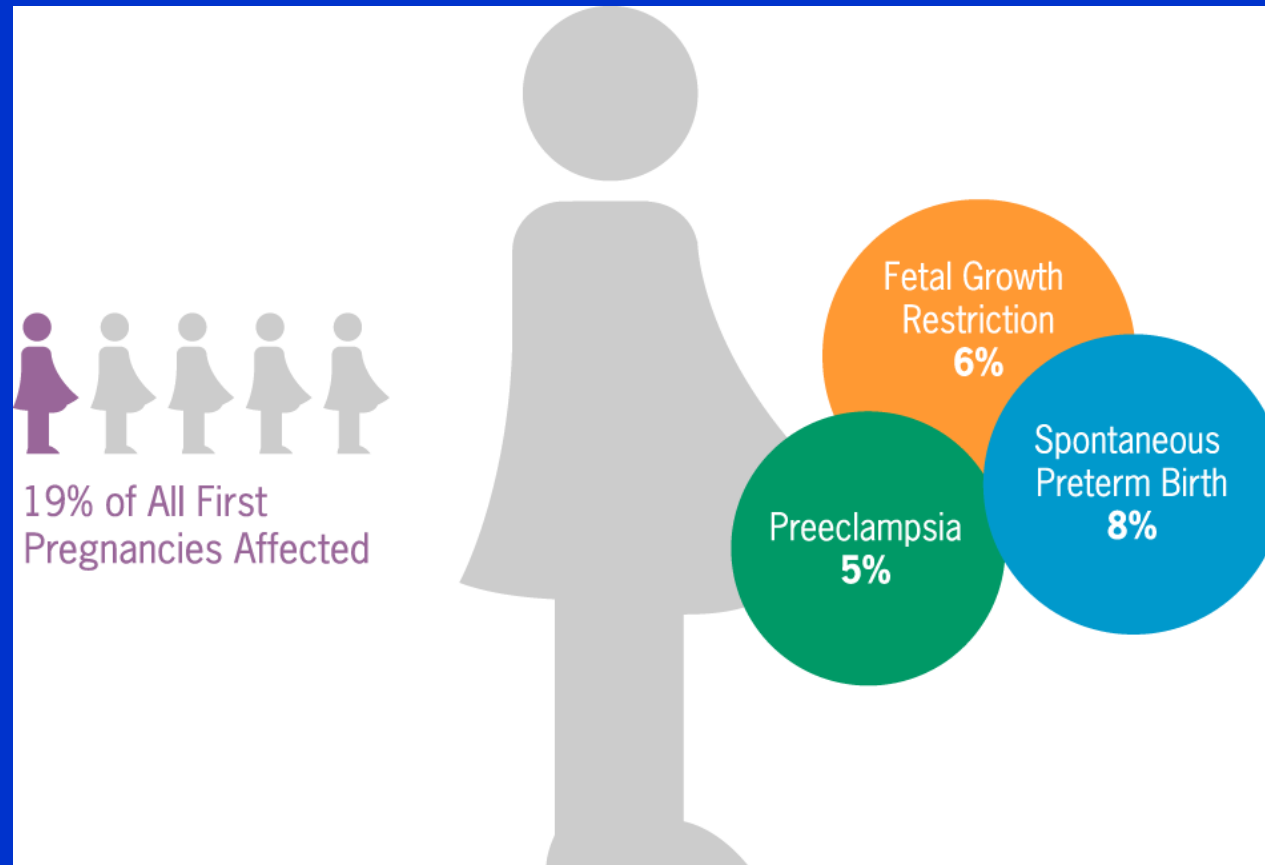 19% of All First
Pregnancies Affected
Fetal Growth
Restriction
6%
Preeclampsia
5%
Spontaneous
Preterm Birth
8%